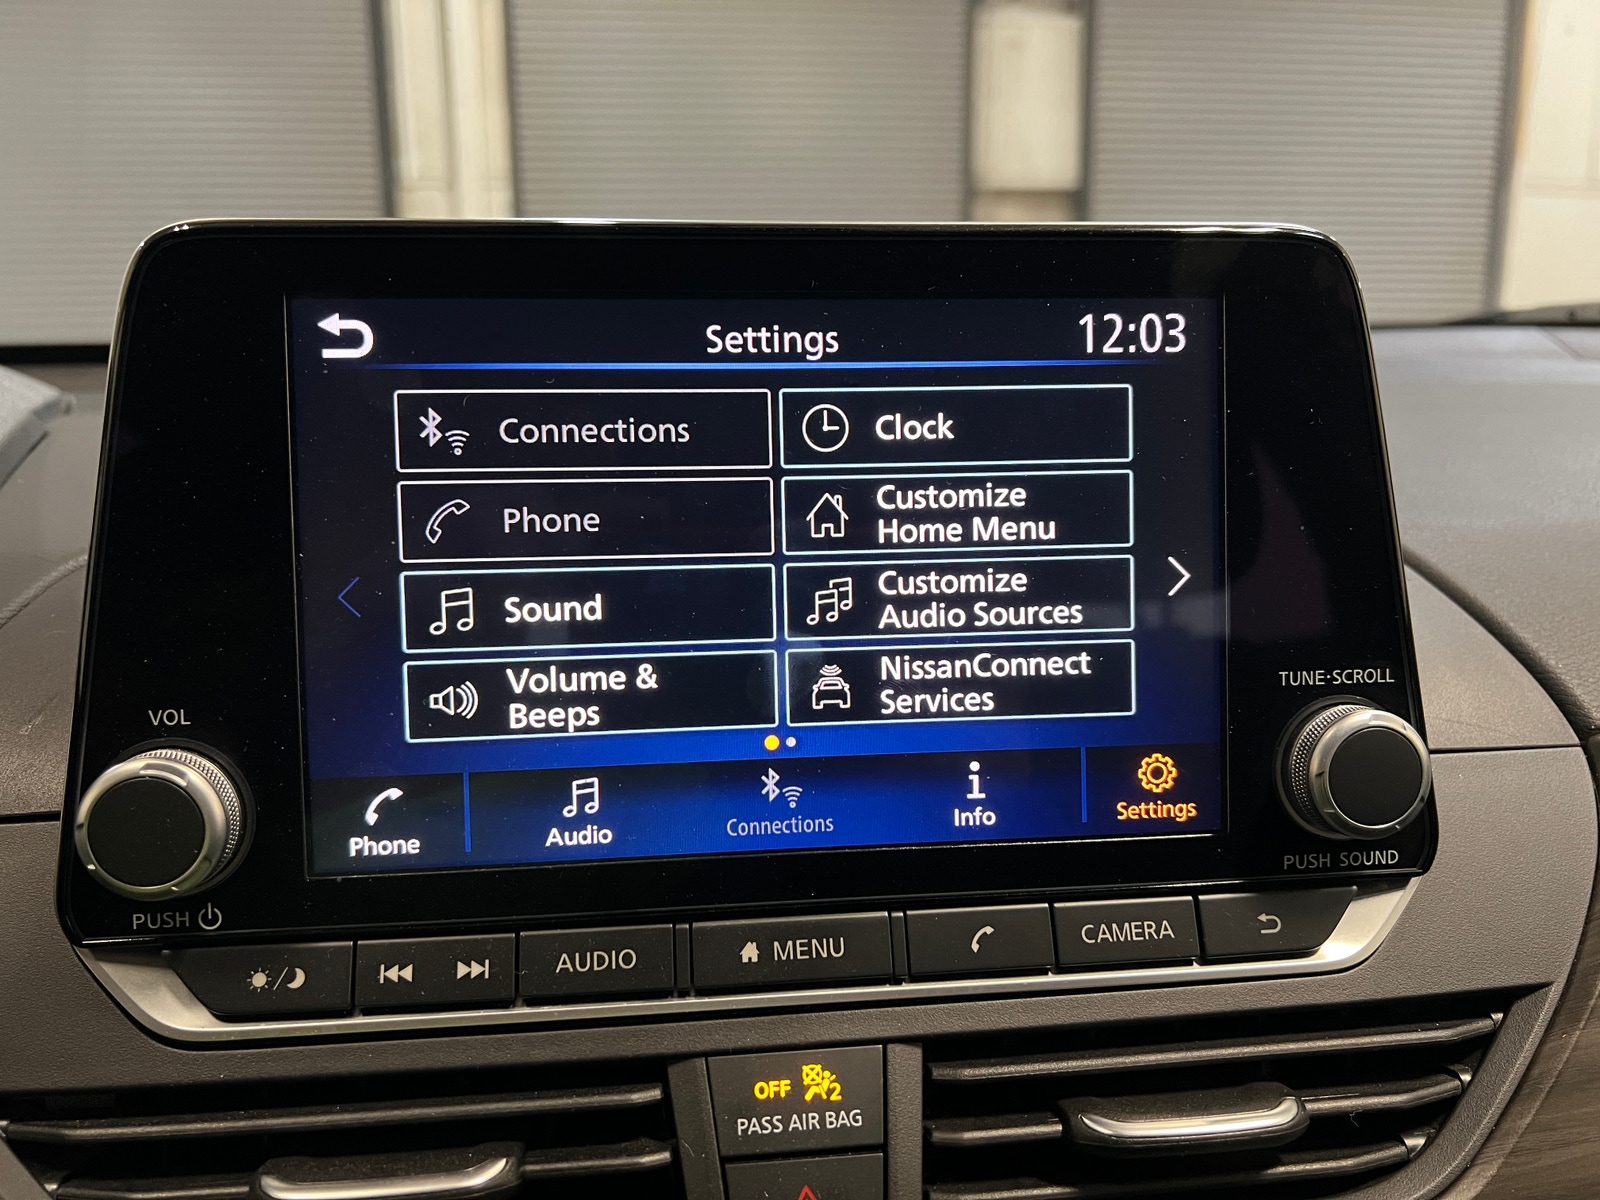 Settings
12:03
Connections
Clock
Phone
Customize
Home Menu
Sound
Customize
Audio Sources
Volume &
Beeps
NissanConnect
Services
Phone
Audio
Connections
i
Info
Settings
VOL
PUSH
TUNE·SCROLL
PUSH SOUND
AUDIO
MENU
CAMERA
OFF
2
PASS AIR BAG